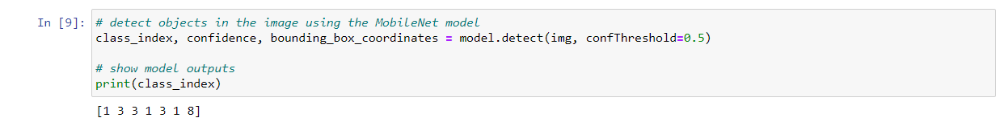 In [9]: # detect objects in the image using the MobileNet model
class_index, confidence, bounding_box_coordinates = model.detect(img, confThreshold=0.5)
# show model outputs
print(class_index)
[1 3 3 1 3 1 8]